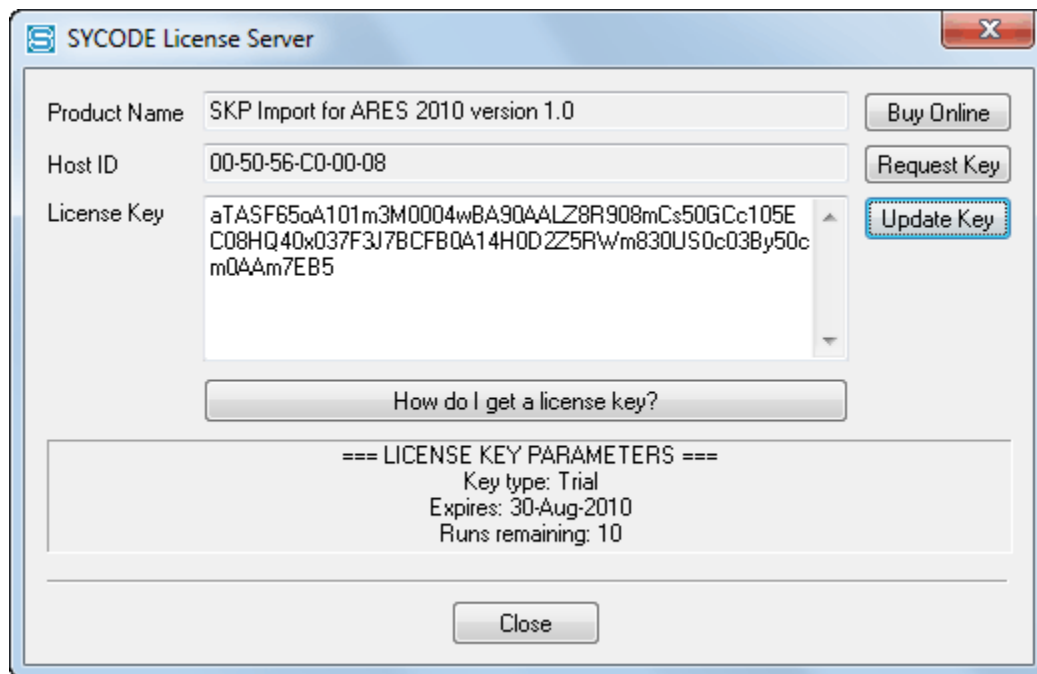 SYCODE License Server
Product Name
SKP Import for ARES 2010 version 1.0
Buy Online
Host ID
00-50-56-C0-00-08
Request Key
License Key
aTASF65oA101m3M0004wBA90AALZ8R908mCs50GCc105E
C08HQ40x037F3J7BCFB0A14H0D2Z5RWm830US0c03By50c
m0AAm7EB5
Update Key
How do I get a license key?
=== LICENSE KEY PARAMETERS ===
Key type: Trial
Expires: 30-Aug-2010
Runs remaining: 10
Close